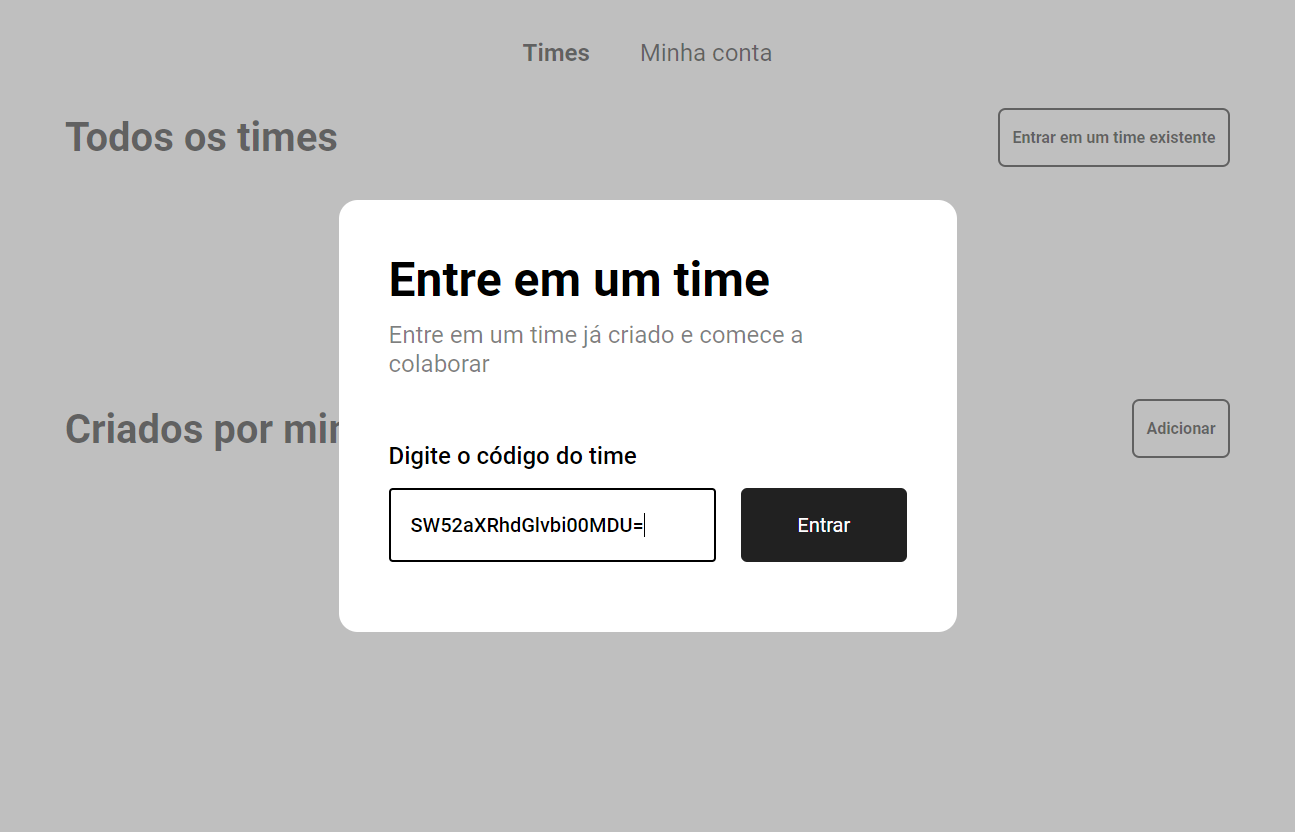 Times Minha conta
Todos os times
Entrar em um time existente
Entre em um time
Entre em um time já criado e comece a
colaborar
Criados por
Adicionar
Digite o código do time
SW52aXRhdGlvbi00MDU=
Entrar